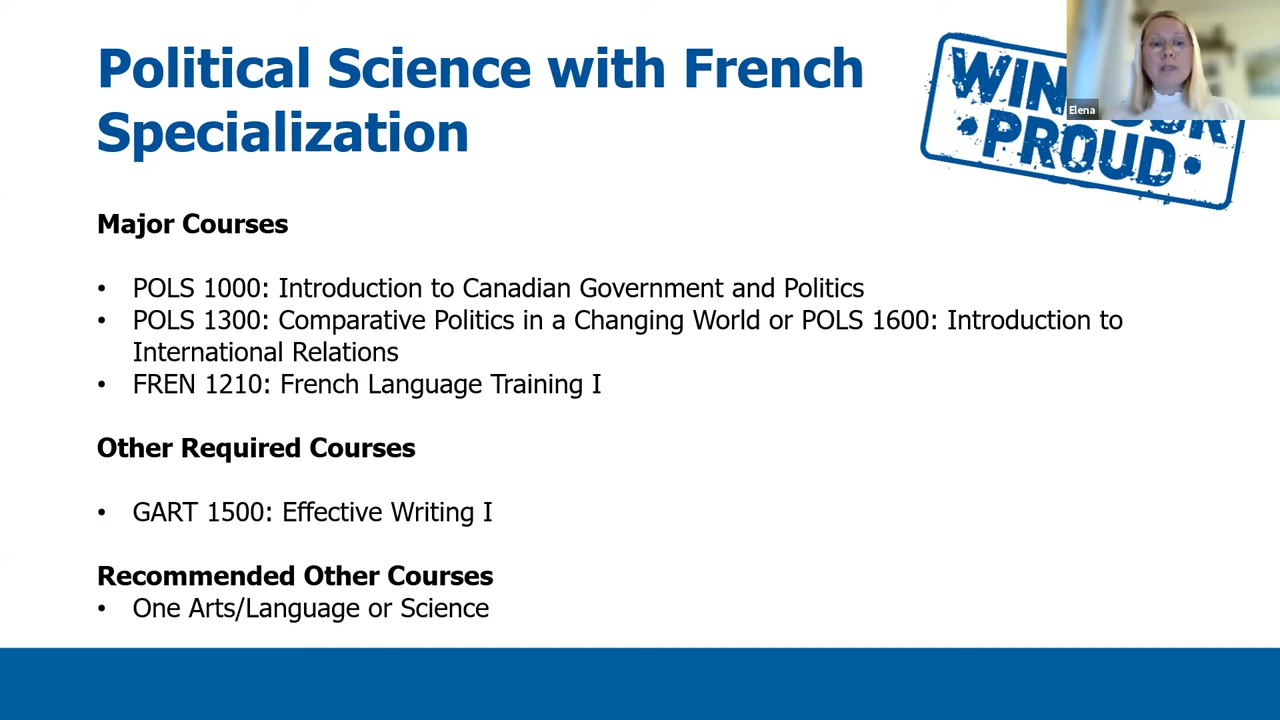 Political Science with French
Specialization
WIN
PROUD
Elena
Major Courses
• POLS 1000: Introduction to Canadian Government and Politics
• POLS 1300: Comparative Politics in a Changing World or POLS 1600: Introduction to
International Relations
• FREN 1210: French Language Training I
Other Required Courses
• GART 1500: Effective Writing I
Recommended Other Courses
• One Arts/Language or Science